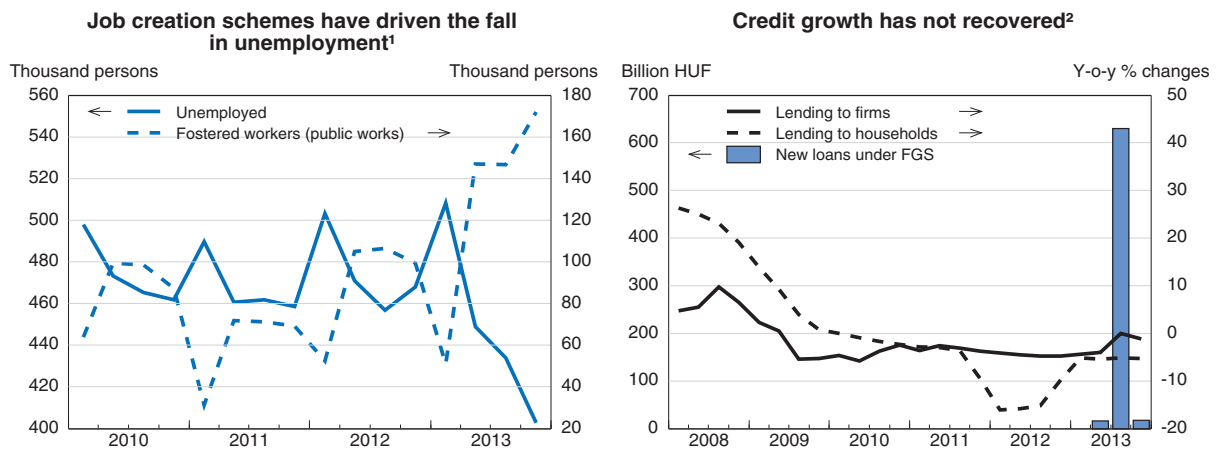 Job creation schemes have driven the fall
in unemployment¹
Thousand persons Thousand persons
560 180
Unemployed
540 160
Fostered workers (public works)
520 140
500 120
480 100
460 80
440 60
420 40
400 20
2010 2011 2012 2013
Credit growth has not recovered²
Billion HUF Y-o-y % changes
700 50
Lending to firms
600 40
Lending to households
New loans under FGS
500 30
400 20
300 10
200 0
100 -10
0 -20
2008 2009 2010 2011 2012 2013